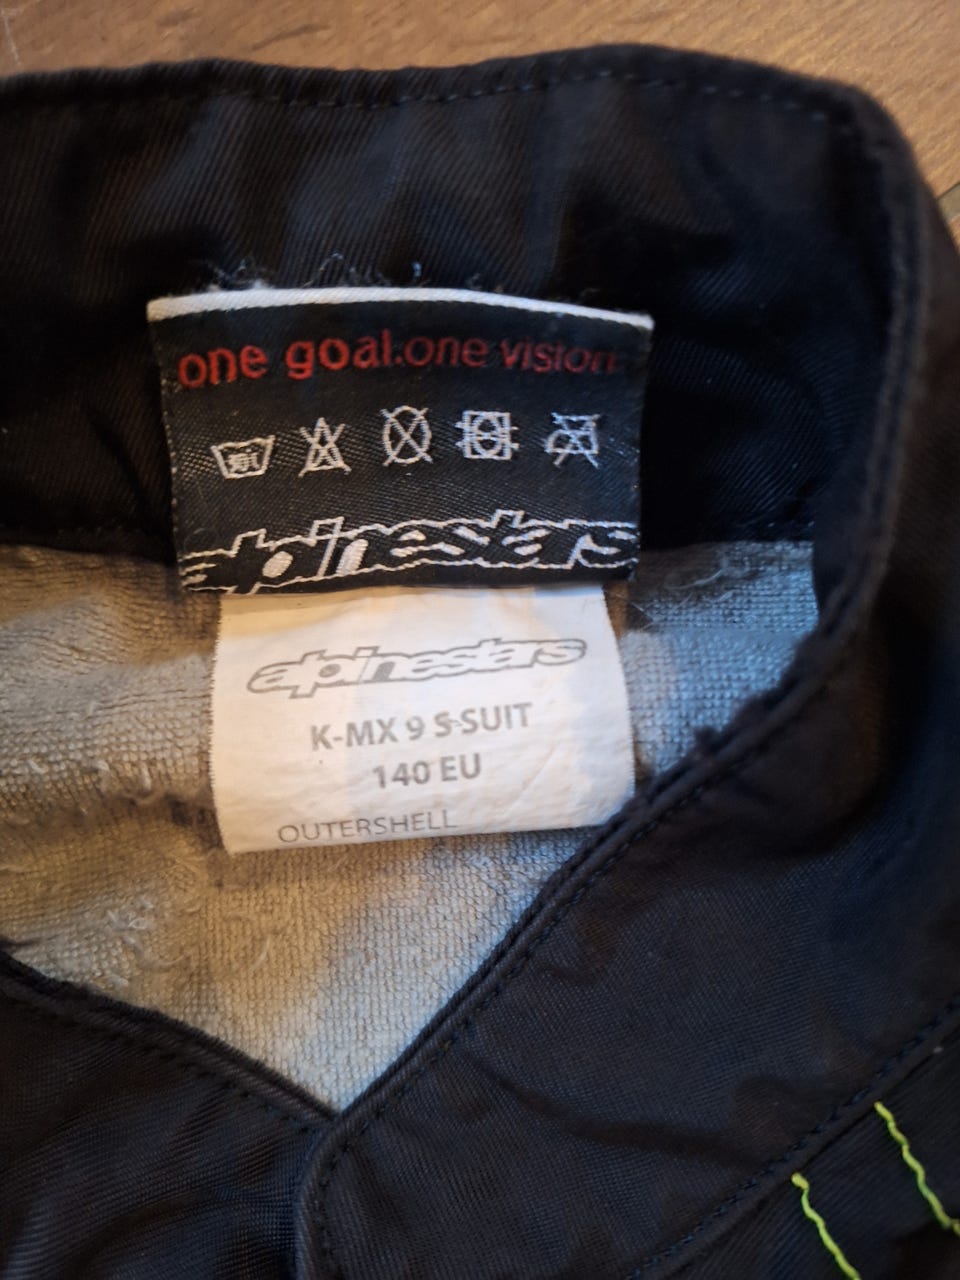 one goal.one vision
alpinestars
alpinestars
K-MX 9 S-SUIT
140 EU
OUTERSHELL